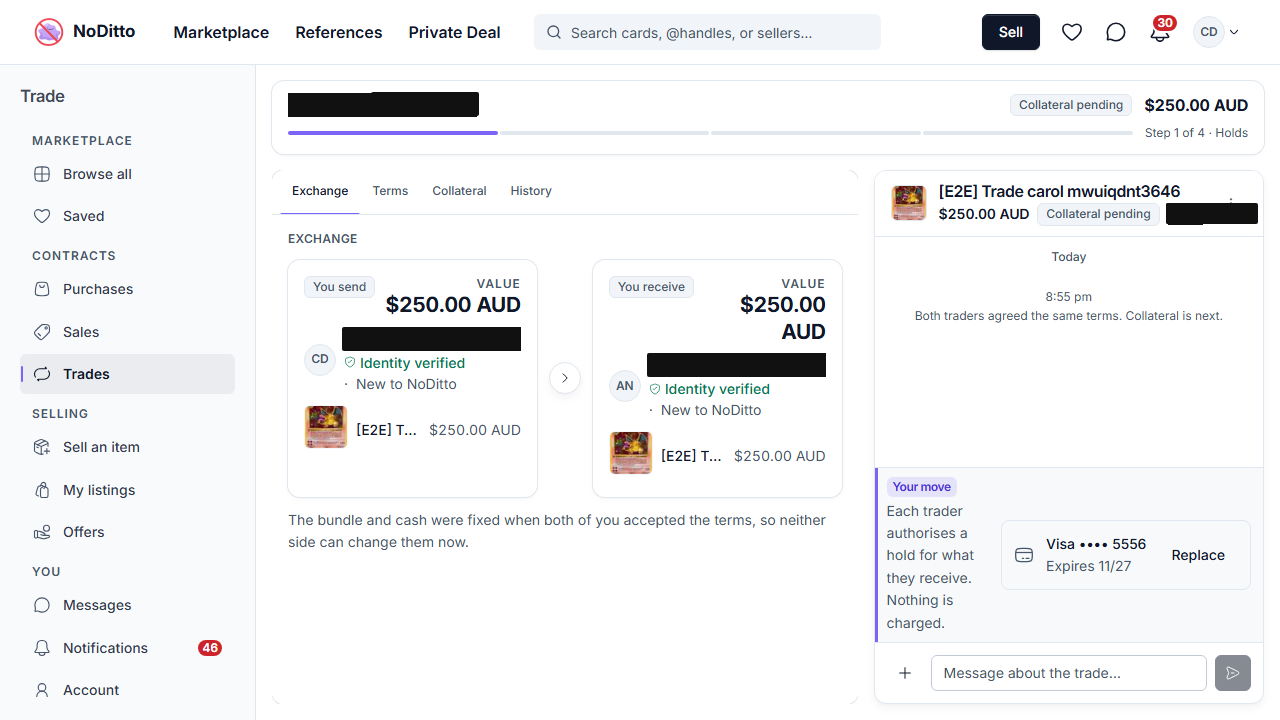 NoDitto
Marketplace
References
Private Deal
Search cards, @handles, or sellers...
Sell
30
CD
Trade
MARKETPLACE
Browse all
Saved
CONTRACTS
Purchases
Sales
Trades
SELLING
Sell an item
My listings
Offers
YOU
Messages
Notifications
46
Account
Collateral pending
$250.00 AUD
Step 1 of 4 · Holds
Exchange
Terms
Collateral
History
EXCHANGE
You send
VALUE
$250.00 AUD
CD
Identity verified
· New to NoDitto
[E2E] T...
$250.00 AUD
You receive
VALUE
$250.00
AUD
AN
Identity verified
· New to NoDitto
[E2E] T...
$250.00 AUD
The bundle and cash were fixed when both of you accepted the terms, so neither
side can change them now.
[E2E] Trade carol mwuiqdnt3646
$250.00 AUD
Collateral pending
Today
8:55 pm
Both traders agreed the same terms. Collateral is next.
Your move
Each trader
authorises a
hold for what
they receive.
Nothing is
charged.
Visa •••• 5556
Expires 11/27
Replace
Message about the trade...